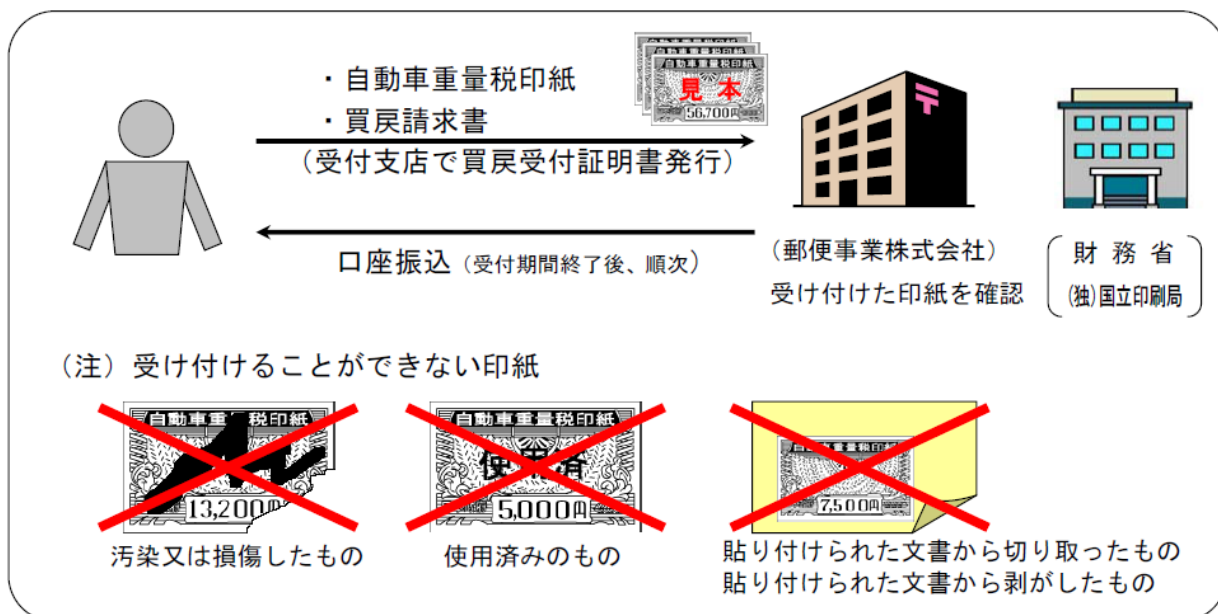 ・自動車重量税印紙
・買戻請求書
自動車重量税印紙
見本
56,700円
(受付支店で買戻受付証明書発行)
口座振込(受付期間終了後、順次)
〒
(郵便事業株式会社)
受け付けた印紙を確認
財務省
(独)国立印刷局
(注)受け付けることができない印紙
自動車重量税印紙
13,200円
汚染又は損傷したもの
自動車重量税印紙
使用済
5,000円
使用済みのもの
自動車重量税印紙
7,500円
貼り付けられた文書から切り取ったもの
貼り付けられた文書から剥がしたもの